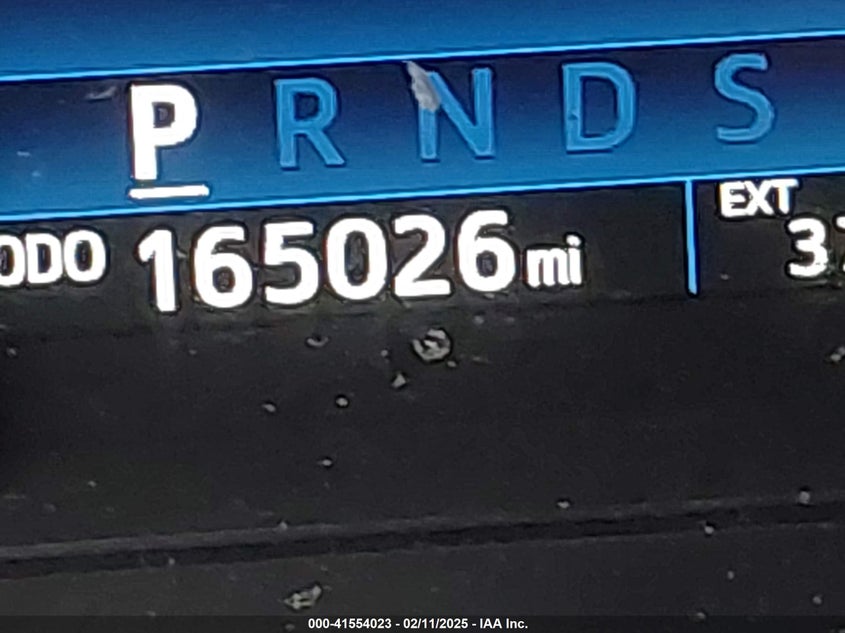 P R N D S
ODO 165026 mi
EXT
000-41554023 - 02/11/2025 - IAA Inc.